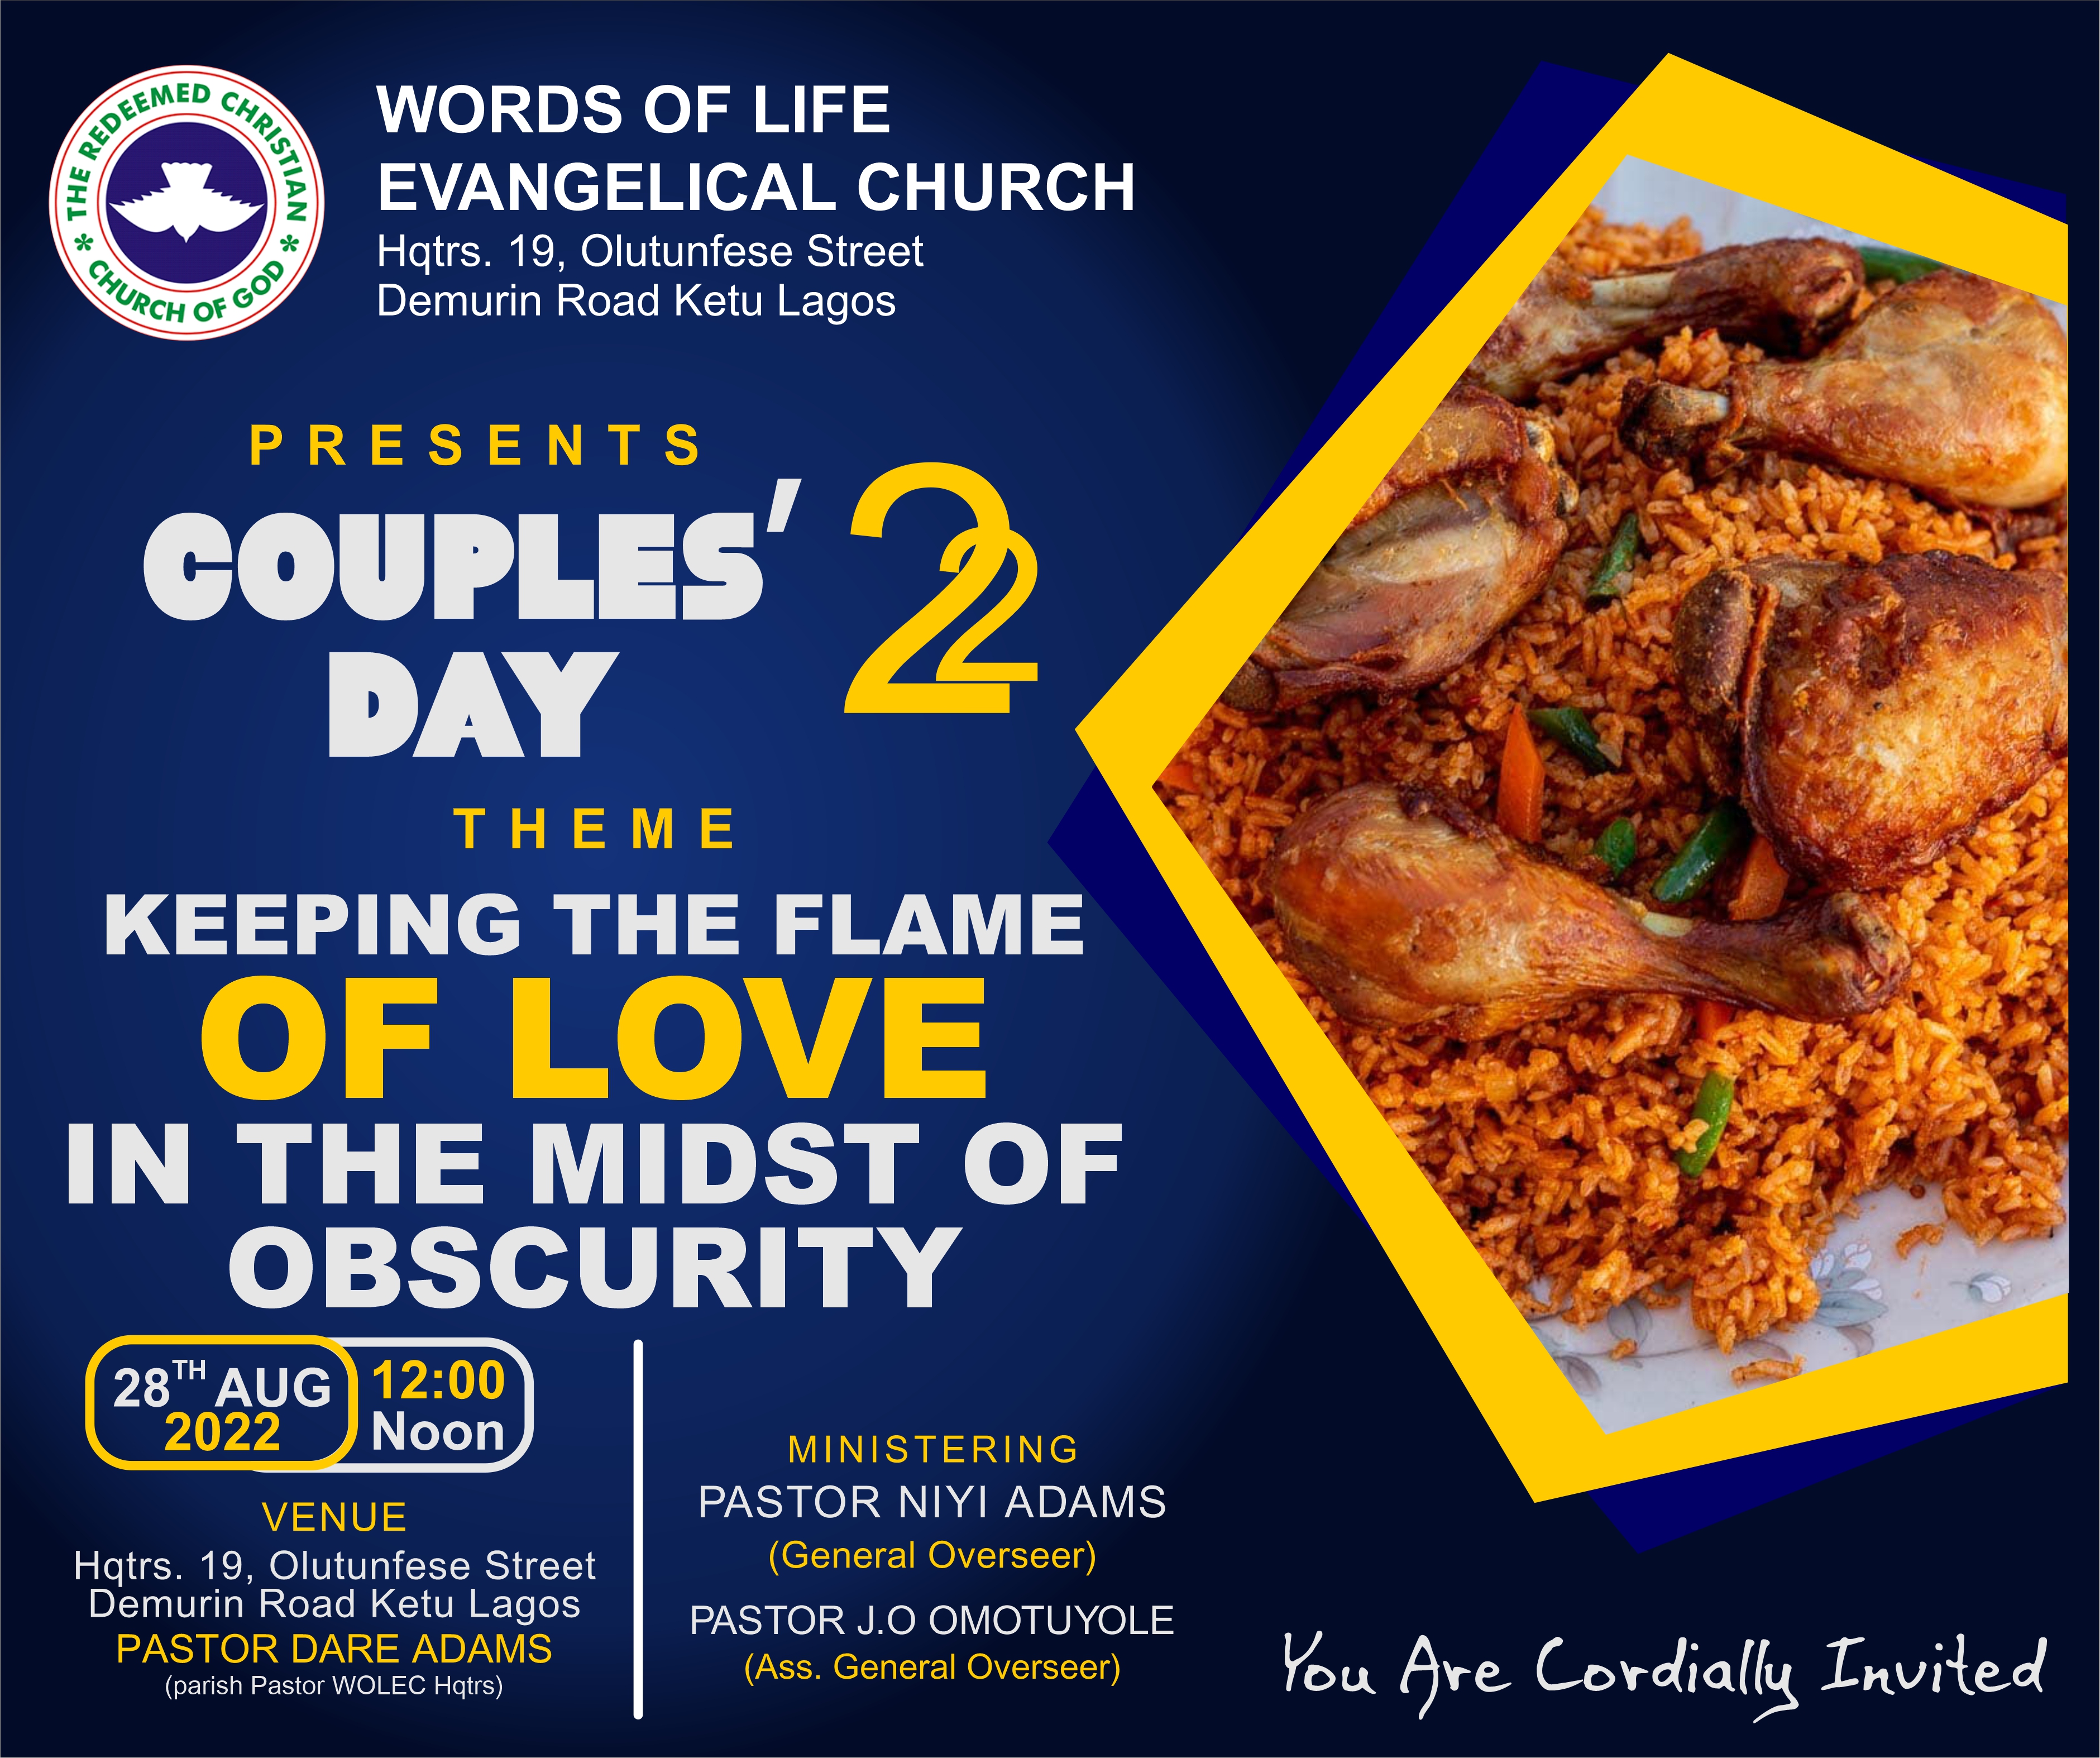 THE REDEEMED CHRISTIAN
CHURCH OF GOD
WORDS OF LIFE
EVANGELICAL CHURCH
Hqtrs. 19, Olutunfese Street
Demurin Road Ketu Lagos
PRESENTS
COUPLES' 22
DAY
THEME
KEEPING THE FLAME
OF LOVE
IN THE MIDST OF
OBSCURITY
28TH AUG
2022
12:00
Noon
VENUE
Hqtrs. 19, Olutunfese Street
Demurin Road Ketu Lagos
PASTOR DARE ADAMS
(parish Pastor WOLEC Hqtrs)
MINISTERING
PASTOR NIYI ADAMS
(General Overseer)
PASTOR J.O OMOTUYOLE
(Ass. General Overseer)
You Are Cordially Invited